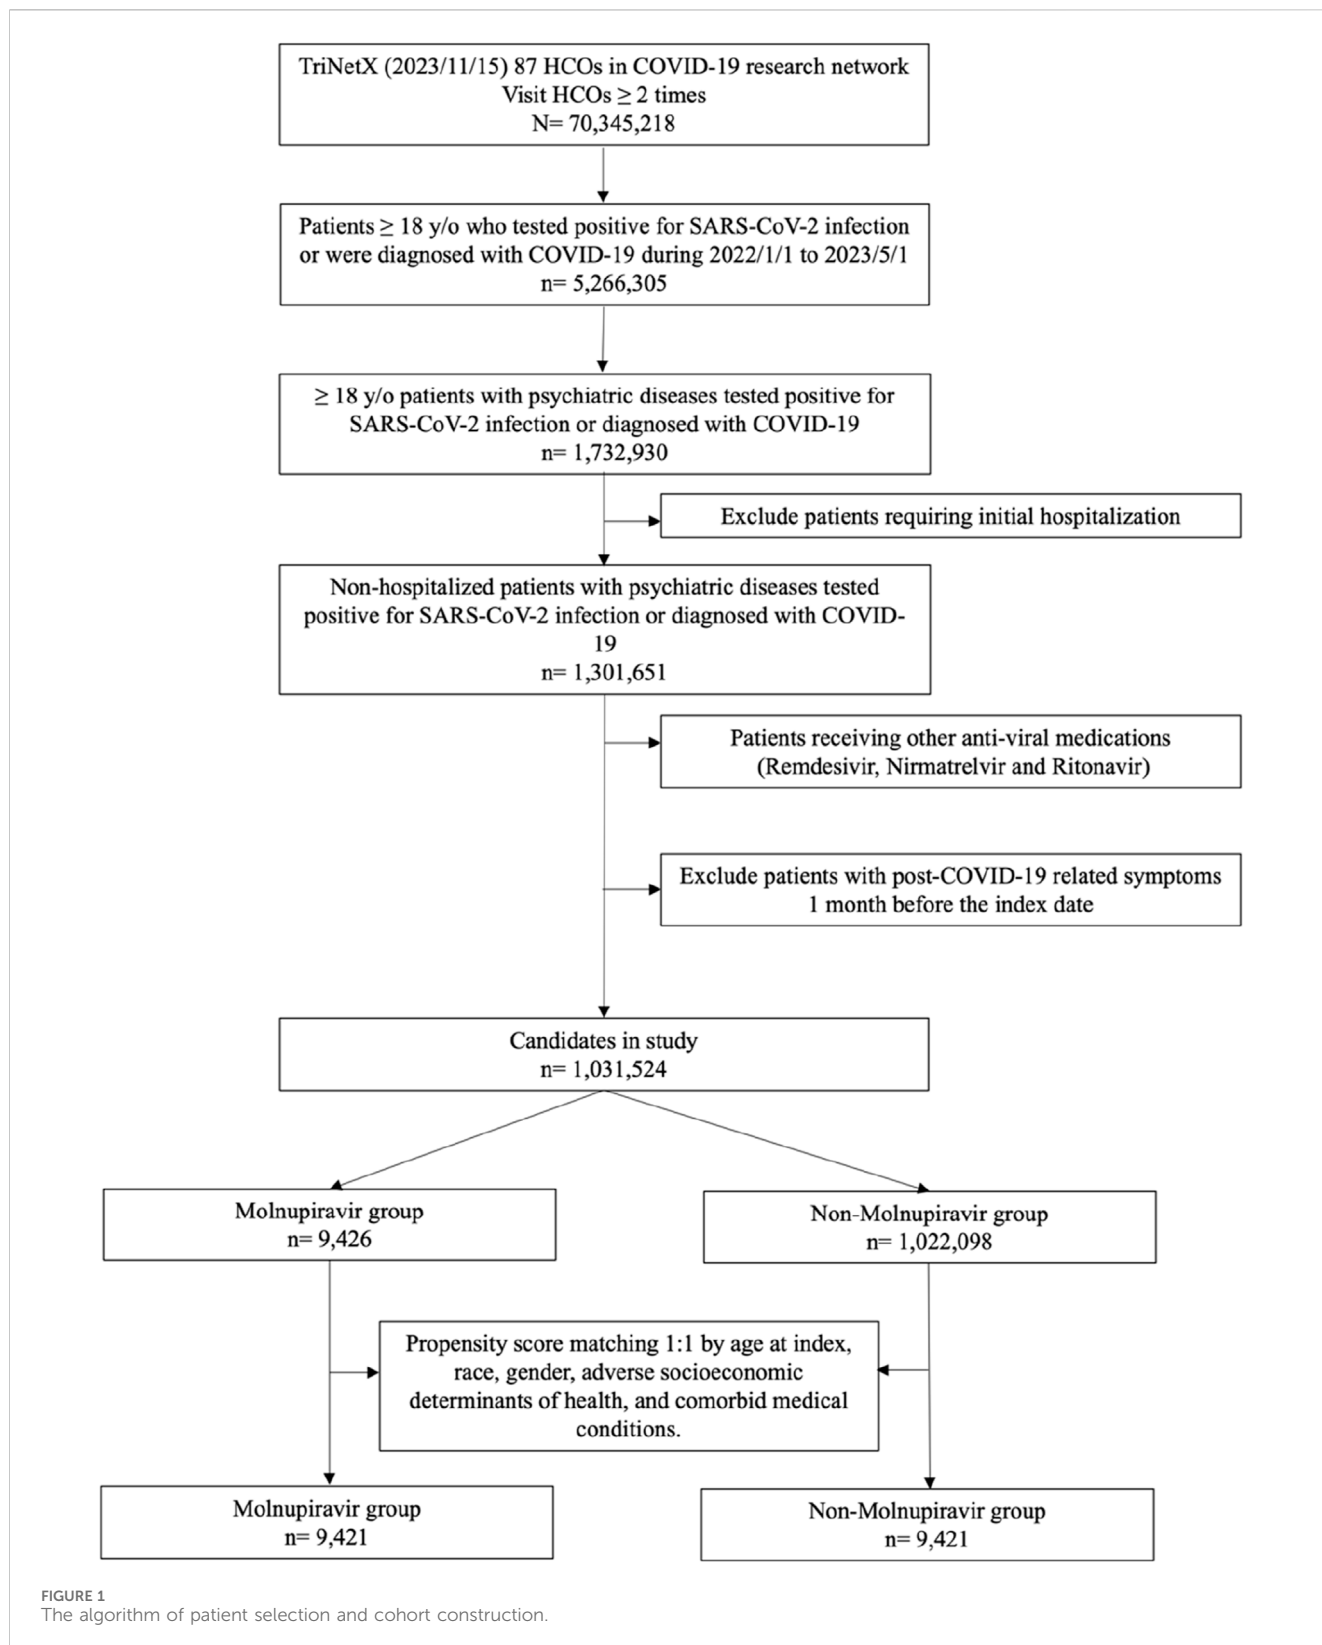 TriNetX (2023/11/15) 87 HCOs in COVID-19 research network
Visit HCOs ≥ 2 times
N= 70,345,218
Patients ≥ 18 y/o who tested positive for SARS-CoV-2 infection
or were diagnosed with COVID-19 during 2022/1/1 to 2023/5/1
n= 5,266,305
≥ 18 y/o patients with psychiatric diseases tested positive for
SARS-CoV-2 infection or diagnosed with COVID-19
n= 1,732,930
Exclude patients requiring initial hospitalization
Non-hospitalized patients with psychiatric diseases tested
positive for SARS-CoV-2 infection or diagnosed with COVID-
19
n= 1,301,651
Patients receiving other anti-viral medications
(Remdesivir, Nirmatrelvir and Ritonavir)
Exclude patients with post-COVID-19 related symptoms
1 month before the index date
Candidates in study
n= 1,031,524
Molnupiravir group
n= 9,426
Non-Molnupiravir group
n= 1,022,098
Propensity score matching 1:1 by age at index,
race, gender, adverse socioeconomic
determinants of health, and comorbid medical
conditions.
Molnupiravir group
n= 9,421
Non-Molnupiravir group
n= 9,421
FIGURE 1
The algorithm of patient selection and cohort construction.